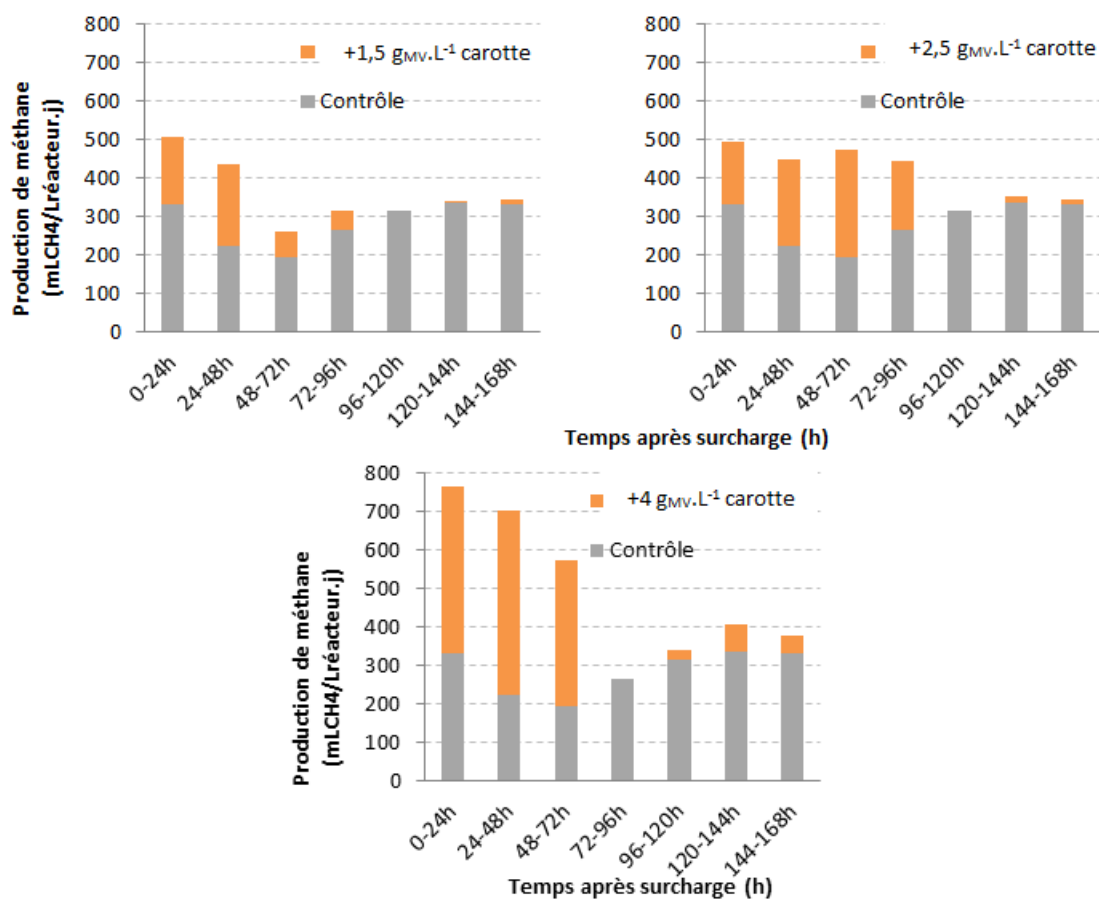 Production de méthane
(mLCH4/Lréacteur.j)
800
700
600
500
400
300
200
100
0
+1,5 gMV.L⁻¹ carotte
Contrôle
0-24h
24-48h
48-72h
72-96h
96-120h
120-144h
144-168h
800
700
600
500
400
300
200
100
0
+2,5 gMV.L⁻¹ carotte
Contrôle
0-24h
24-48h
48-72h
72-96h
96-120h
120-144h
144-168h
Temps après surcharge (h)
Production de méthane
(mLCH4/Lréacteur.j)
800
700
600
500
400
300
200
100
0
+4 gMV.L⁻¹ carotte
Contrôle
0-24h
24-48h
48-72h
72-96h
96-120h
120-144h
144-168h
Temps après surcharge (h)